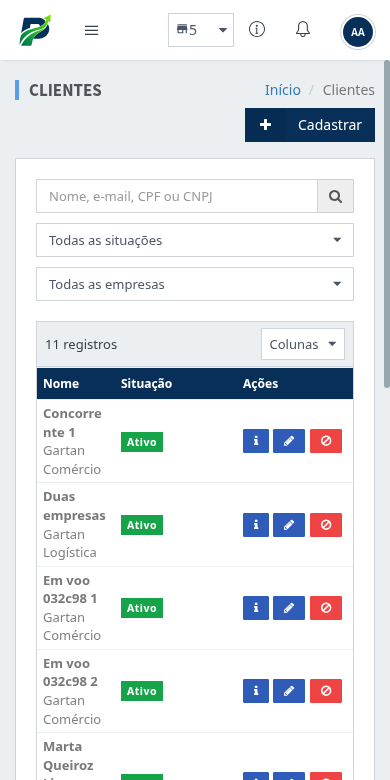 5
AA
CLIENTES
Início / Clientes
Cadastrar
Nome, e-mail, CPF ou CNPJ
Todas as situações
Todas as empresas
11 registros
Colunas
Nome Situação Ações
Concorre
nte 1
Gartan
Comércio
Ativo
Duas
empresas
Gartan
Logística
Ativo
Em voo
032c98 1
Gartan
Comércio
Ativo
Em voo
032c98 2
Gartan
Comércio
Ativo
Marta
Queiroz